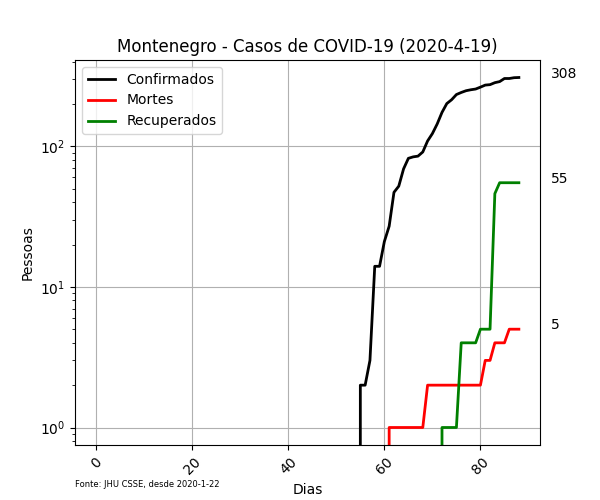 Montenegro - Casos de COVID-19 (2020-4-19)
Confirmados
Mortes
Recuperados
308
55
5
10²
10¹
10⁰
Pessoas
0
20
40
60
80
Dias
Fonte: JHU CSSE, desde 2020-1-22